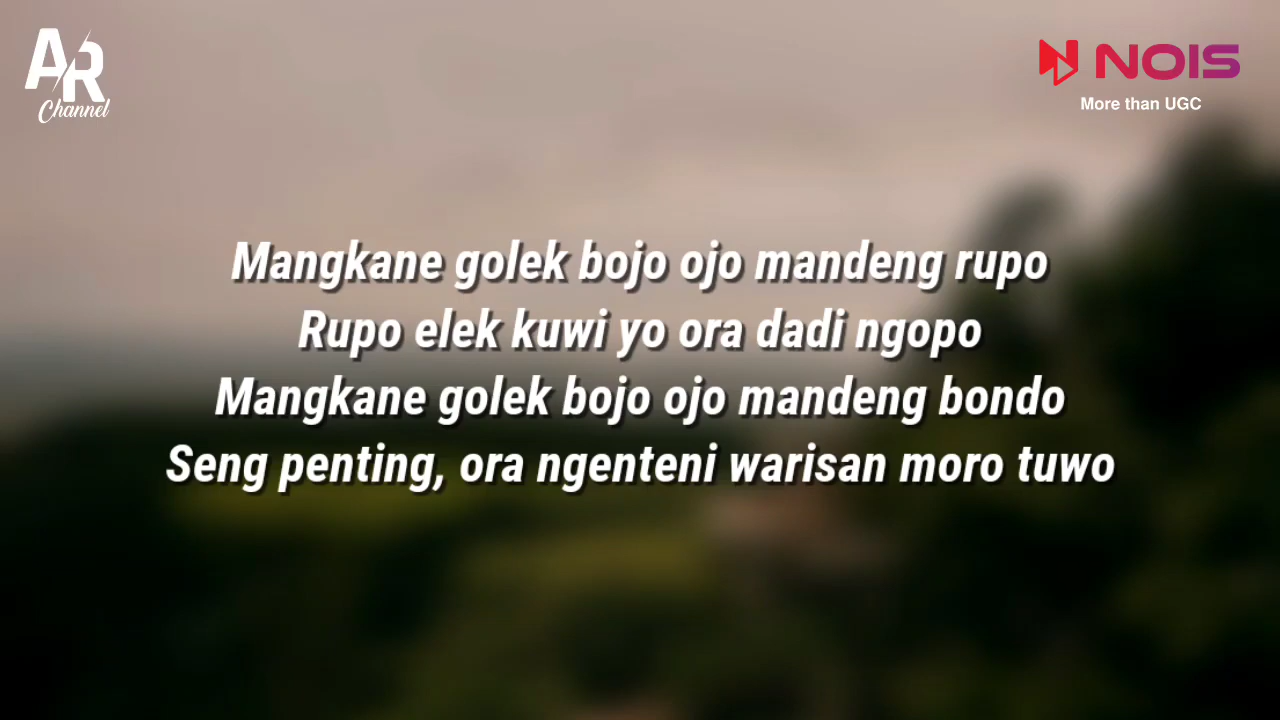 AR
Channel
NOIS
More than UGC
Mangkane golek bojo ojo mandeng rupo
Rupo elek kuwi yo ora dadi ngopo
Mangkane golek bojo ojo mandeng bondo
Seng penting, ora ngenteni warisan moro tuwo